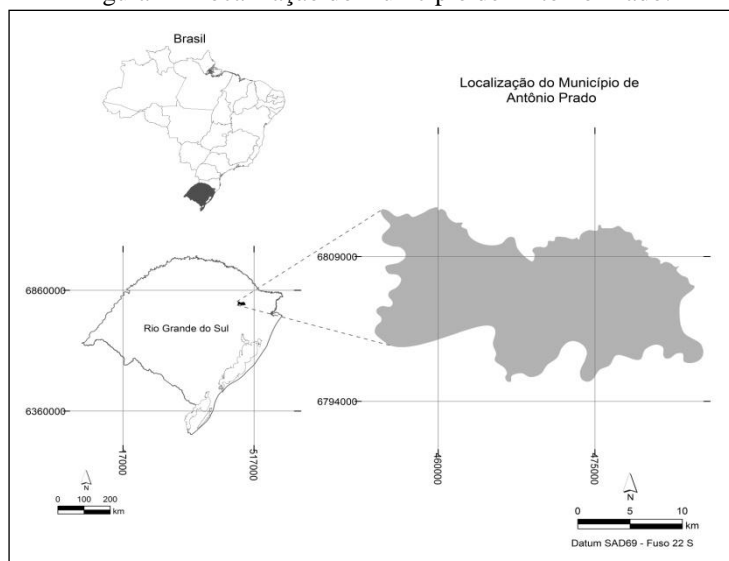 Brasil
Localização do Município de
Antônio Prado
6809000
6794000
460000
475000
N
0 5 10
km
Datum SAD69 - Fuso 22 S
6860000
6360000
Rio Grande do Sul
17000
517000
N
0 100 200
km